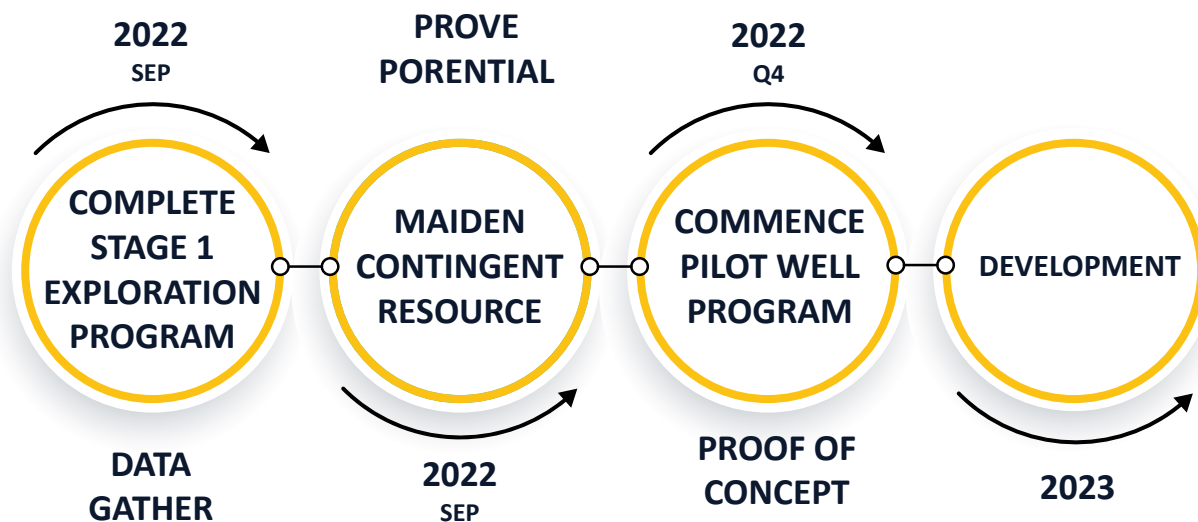 2022
SEP
COMPLETE
STAGE 1
EXPLORATION
PROGRAM
DATA
GATHER
PROVE
PORENTIAL
MAIDEN
CONTINGENT
RESOURCE
2022
SEP
2022
Q4
COMMENCE
PILOT WELL
PROGRAM
PROOF OF
CONCEPT
DEVELOPMENT
2023